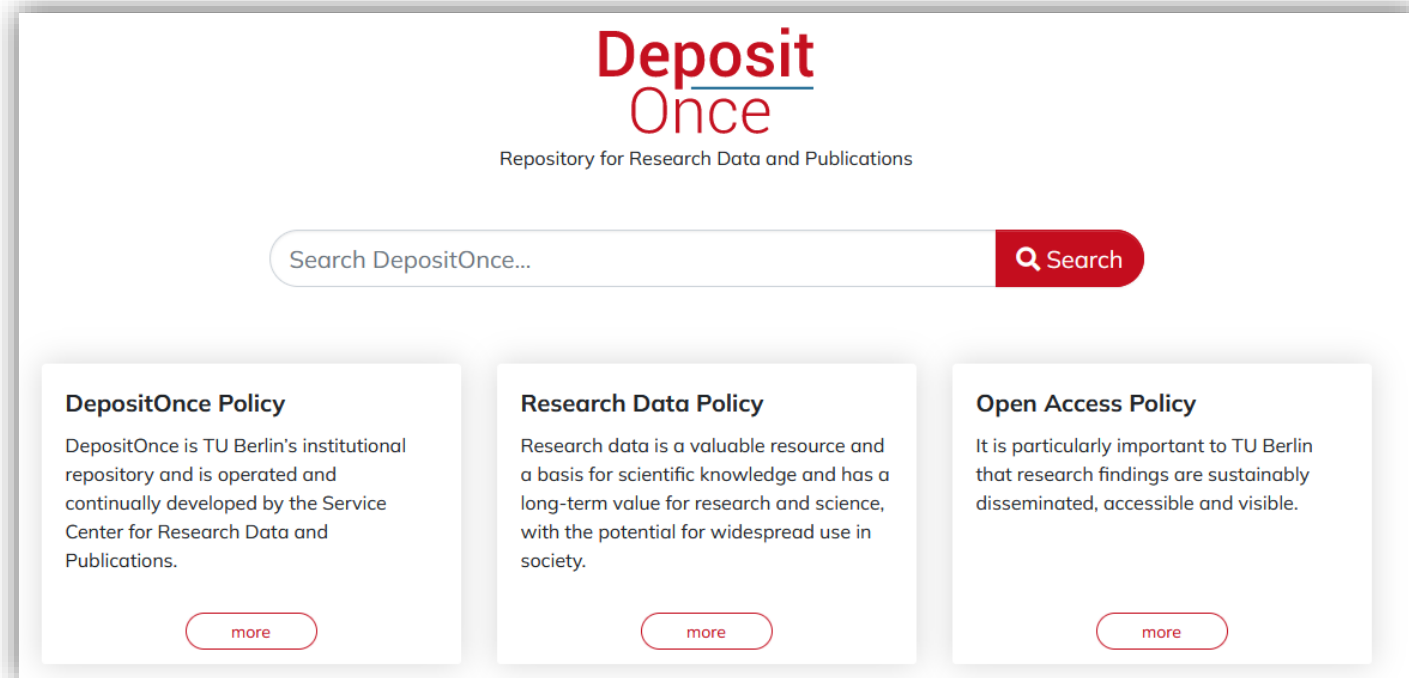 Deposit
Once
Repository for Research Data and Publications
Search DepositOnce...
Search
DepositOnce Policy
DepositOnce is TU Berlin’s institutional
repository and is operated and
continually developed by the Service
Center for Research Data and
Publications.
more
Research Data Policy
Research data is a valuable resource and
a basis for scientific knowledge and has a
long-term value for research and science,
with the potential for widespread use in
society.
more
Open Access Policy
It is particularly important to TU Berlin
that research findings are sustainably
disseminated, accessible and visible.
more